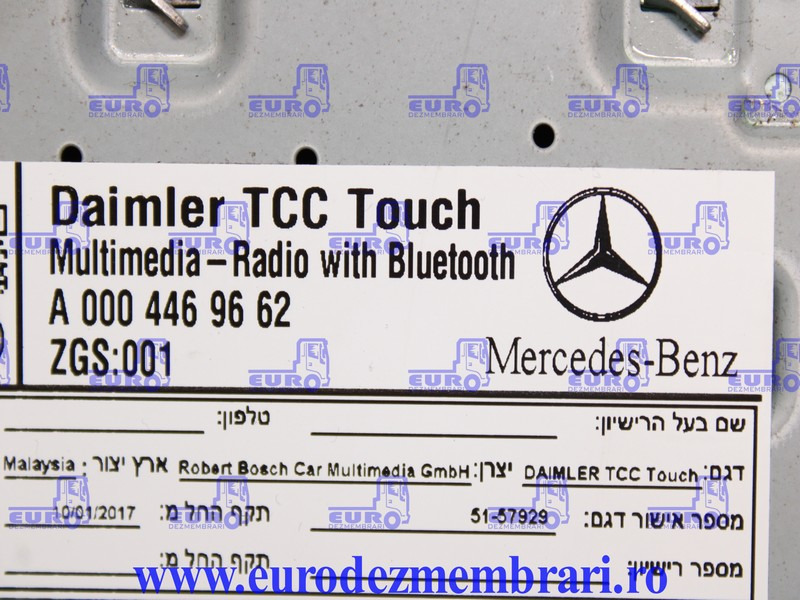 Daimler TCC Touch
Multimedia - Radio with Bluetooth
A 000 446 96 62
ZGS:001
Mercedes-Benz
שם בעל הרישיון: טלפון:
דגם: DAIMLER TCC Touch יצרן: Robert Bosch Car Multimedia GmbH ארץ יצור: Malaysia
מספר אישור דגם: 51-57929 תקף החל מ: 10/01/2017
מספר רישיון: תקף החל מ:
www.eurodezmembrari.ro
EURO
DEZMEMBRARI